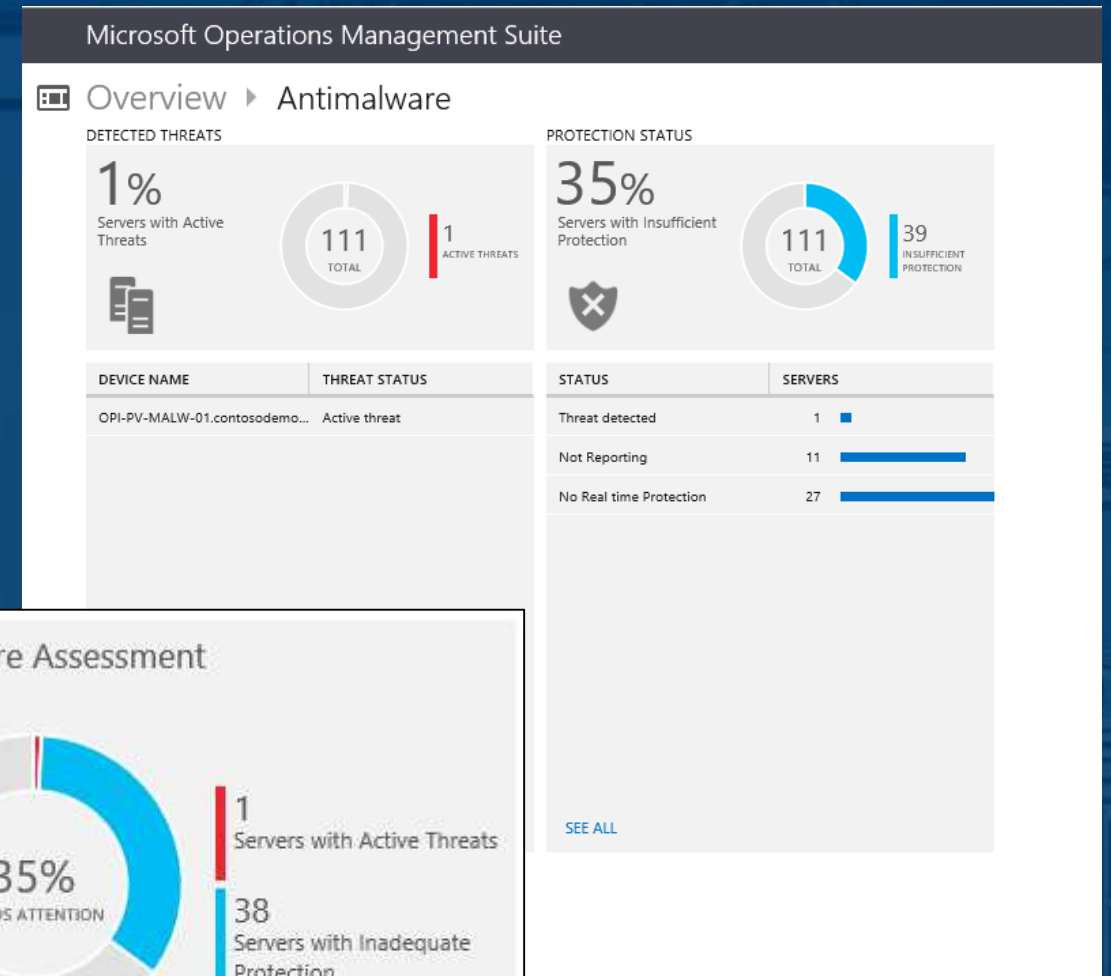 Microsoft Operations Management Suite
Overview Antimalware
DETECTED THREATS
1%
Servers with Active
Threats
111
TOTAL
1
ACTIVE THREATS
PROTECTION STATUS
35%
Servers with Insufficient
Protection
111
TOTAL
39
INSUFFICIENT
PROTECTION
DEVICE NAME THREAT STATUS
OPI-PV-MALW-01.contosodemo... Active threat
STATUS SERVERS
Threat detected 1
Not Reporting 11
No Real time Protection 27
SEE ALL
re Assessment
35%
DS ATTENTION
1
Servers with Active Threats
38
Servers with Inadequate
Protection